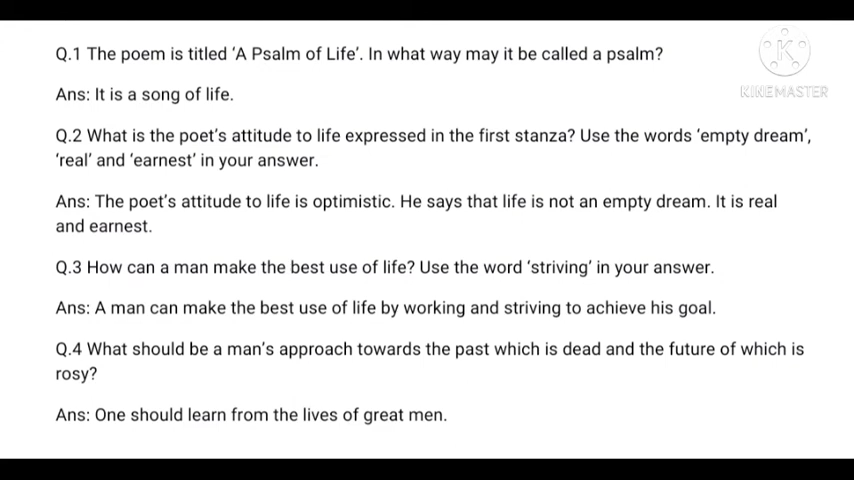 Q.1 The poem is titled ‘A Psalm of Life’. In what way may it be called a psalm?
KINEMASTER
Ans: It is a song of life.
Q.2 What is the poet’s attitude to life expressed in the first stanza? Use the words ‘empty dream’,
‘real’ and ‘earnest’ in your answer.
Ans: The poet’s attitude to life is optimistic. He says that life is not an empty dream. It is real
and earnest.
Q.3 How can a man make the best use of life? Use the word ‘striving’ in your answer.
Ans: A man can make the best use of life by working and striving to achieve his goal.
Q.4 What should be a man’s approach towards the past which is dead and the future of which is
rosy?
Ans: One should learn from the lives of great men.